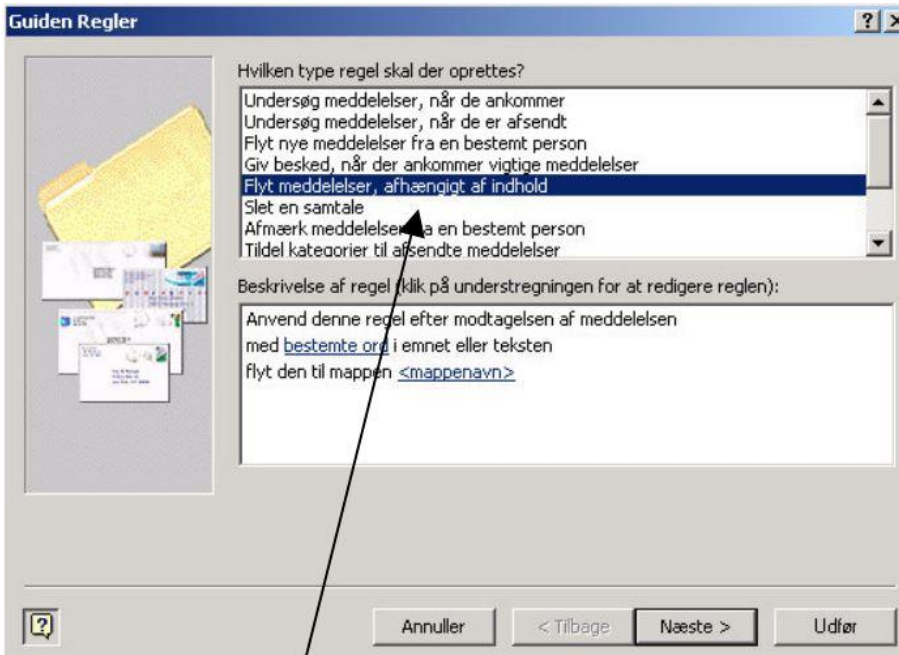 Guiden Regler
Hvilken type regel skal der oprettes?
Undersøg meddelelser, når de ankommer
Undersøg meddelelser, når de er afsendt
Flyt nye meddelelser fra en bestemt person
Giv besked, når der ankommer vigtige meddelelser
Flyt meddelelser, afhængigt af indhold
Slet en samtale
Afmærk meddelelser fra en bestemt person
Tildel kategorier til afsendte meddelelser
Beskrivelse af regel (klik på understregningen for at redigere reglen):
Anvend denne regel efter modtagelsen af meddelelsen
med bestemte ord i emnet eller teksten
flyt den til mappen <mappenavn>
Annuller
< Tilbage
Næste >
Udfør